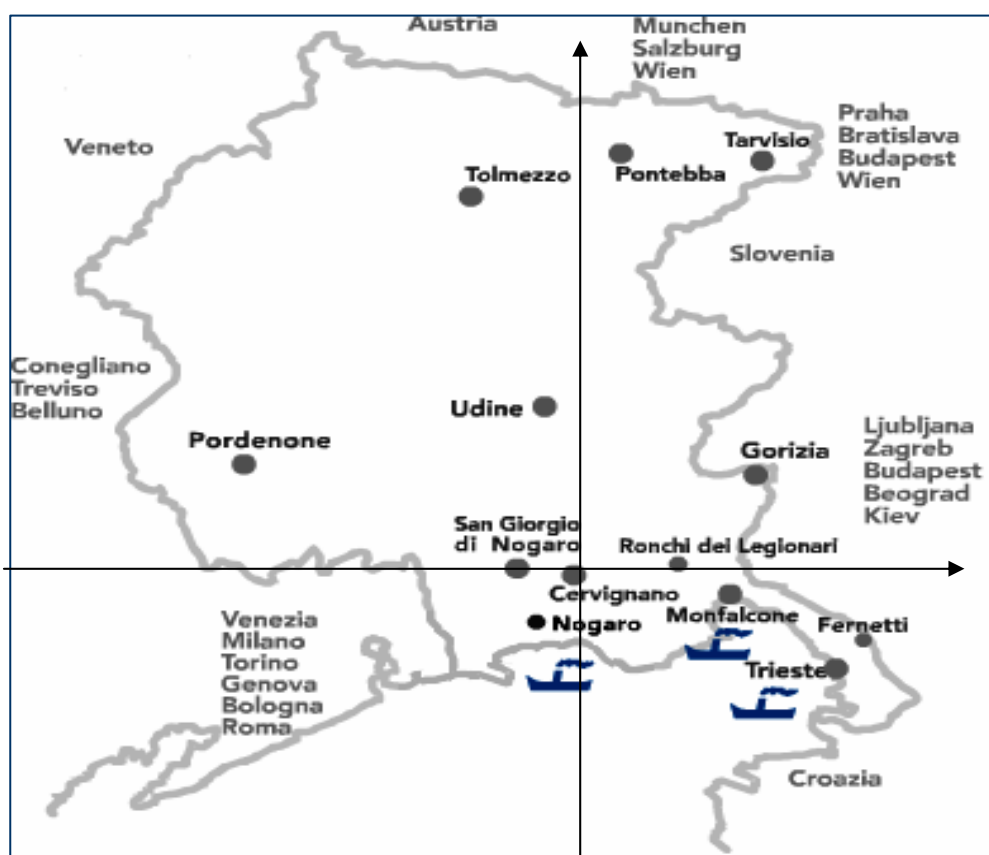 Austria
Munchen
Salzburg
Wien
Praha
Bratislava
Budapest
Wien
Veneto
Tarvisio
Tolmezzo
Pontebba
Slovenia
Conegliano
Treviso
Belluno
Udine
Pordenone
Gorizia
Ljubljana
Zagreb
Budapest
Beograd
Kiev
San Giorgio
di Nogaro
Ronchi dei Legionari
Cervignano
Monfalcone
Nogaro
Fernetti
Venezia
Milano
Torino
Genova
Bologna
Roma
Trieste
Croazia